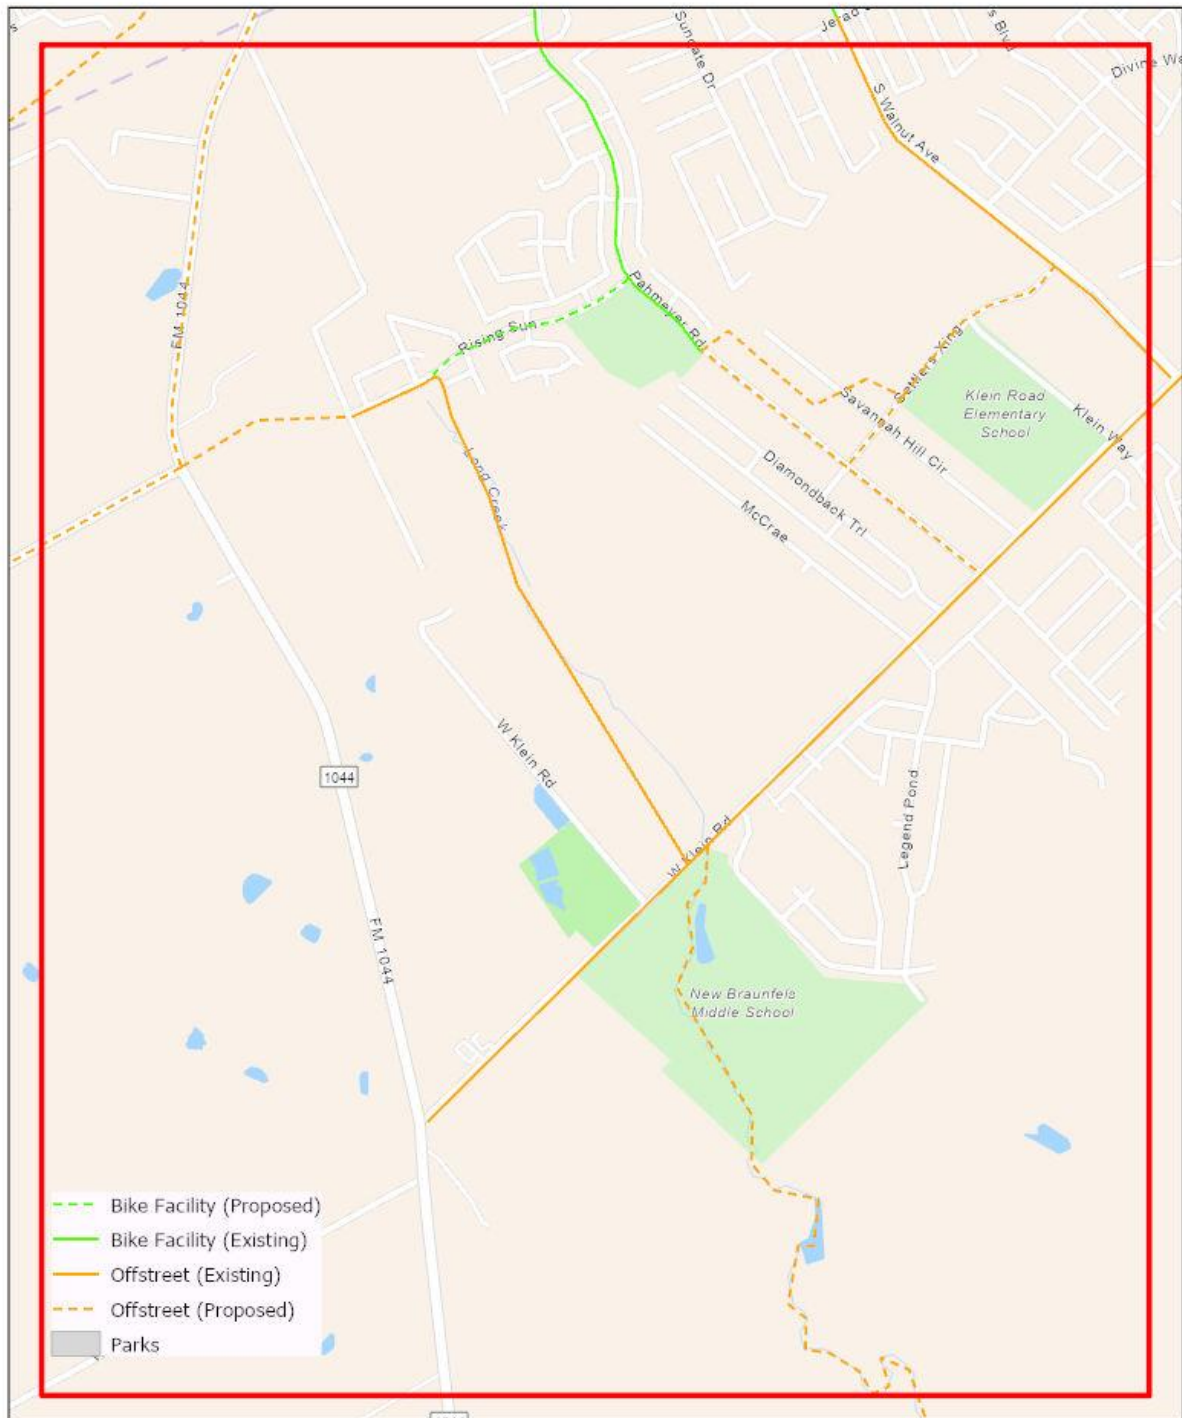 Sungate Dr
s Blvd
Divine Wa
S Walnut Ave
FM 1044
Pahmeyer Rd
Rising Sun
Settlers Xing
Klein Road
Elementary
School
Klein Way
Savannah Hill Cir
Long Creek
Diamondback Trl
McCrae
W Klein Rd
1044
Legend Pond
W Klein Rd
FM 1044
New Braunfels
Middle School
Bike Facility (Proposed)
Bike Facility (Existing)
Offstreet (Existing)
Offstreet (Proposed)
Parks